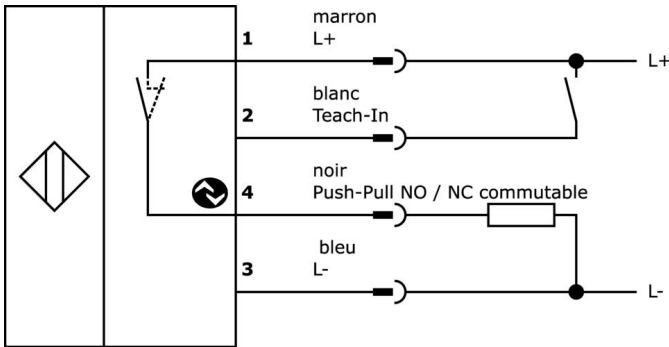 marron
1 L+
L+
blanc
2 Teach-In
noir
4 Push-Pull NO / NC commutable
bleu
3 L-
L-